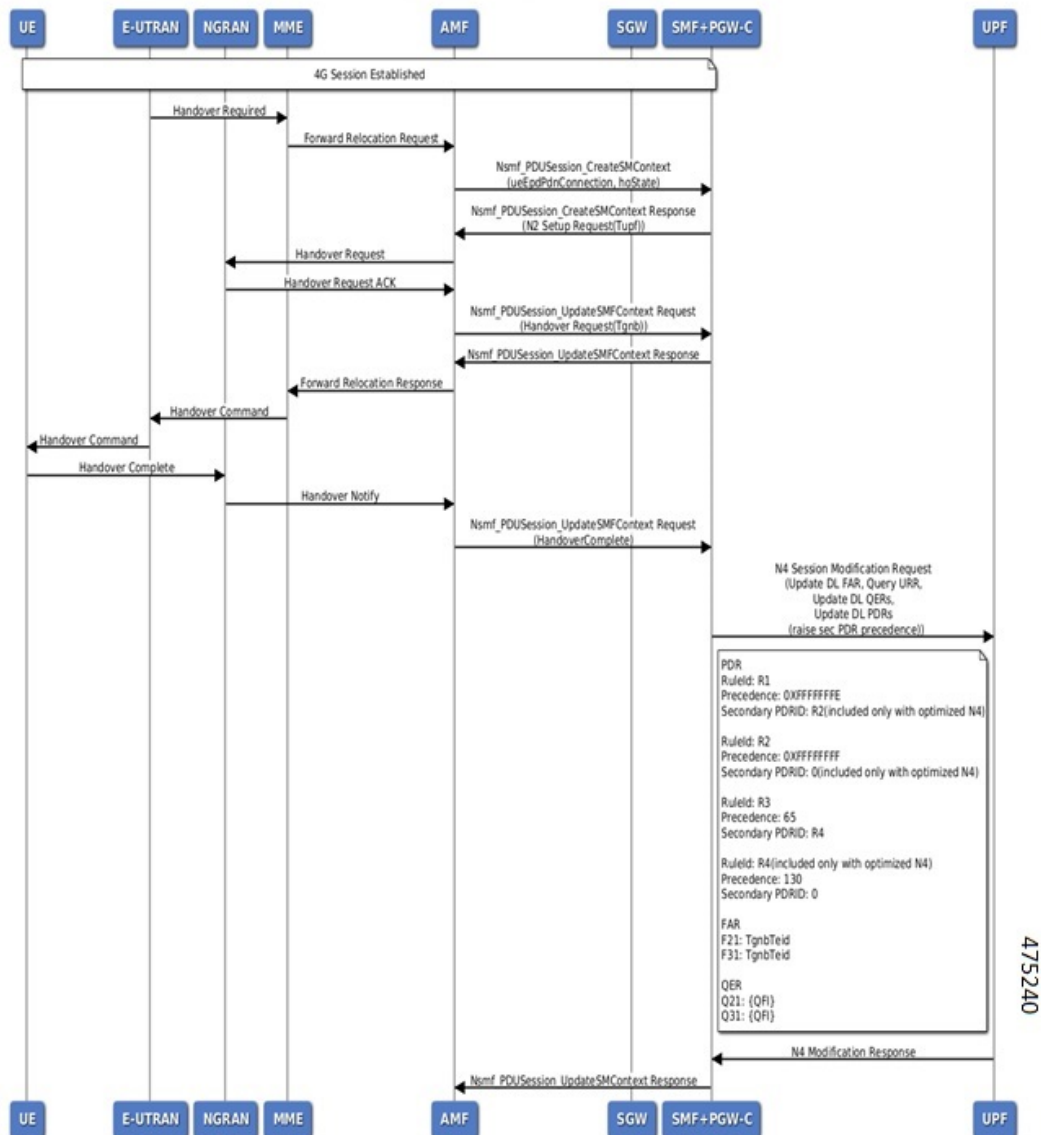 UE E-UTRAN NGRAN MME AMF SGW SMF+PGW-C UPF
4G Session Established
Handover Required
Forward Relocation Request
Nsmf_PDUSession_CreateSMContext
(ueEpdPdnConnection, hoState)
Nsmf_PDUSession_CreateSMContext Response
(N2 Setup Request(Tupf))
Handover Request
Handover Request ACK
Nsmf_PDUSession_UpdateSMFContext Request
(Handover Request(Tgnb))
Nsmf_PDUSession_UpdateSMFContext Response
Forward Relocation Response
Handover Command
Handover Command
Handover Complete
Handover Notify
Nsmf_PDUSession_UpdateSMFContext Request
(HandoverComplete)
N4 Session Modification Request
(Update DL FAR, Query URR,
Update DL QERs,
Update DL PDRs
(raise sec PDR precedence))
PDR
RuleId: R1
Precedence: 0XFFFFFFFE
Secondary PDRID: R2(included only with optimized N4)
RuleId: R2
Precedence: 0XFFFFFFFF
Secondary PDRID: 0(included only with optimized N4)
RuleId: R3
Precedence: 65
Secondary PDRID: R4
RuleId: R4(included only with optimized N4)
Precedence: 130
Secondary PDRID: 0
FAR
F21: TgnbTeid
F31: TgnbTeid
QER
Q21: {QFI}
Q31: {QFI}
475240
N4 Modification Response
Nsmf_PDUSession_UpdateSMContext Response
UE E-UTRAN NGRAN MME AMF SGW SMF+PGW-C UPF